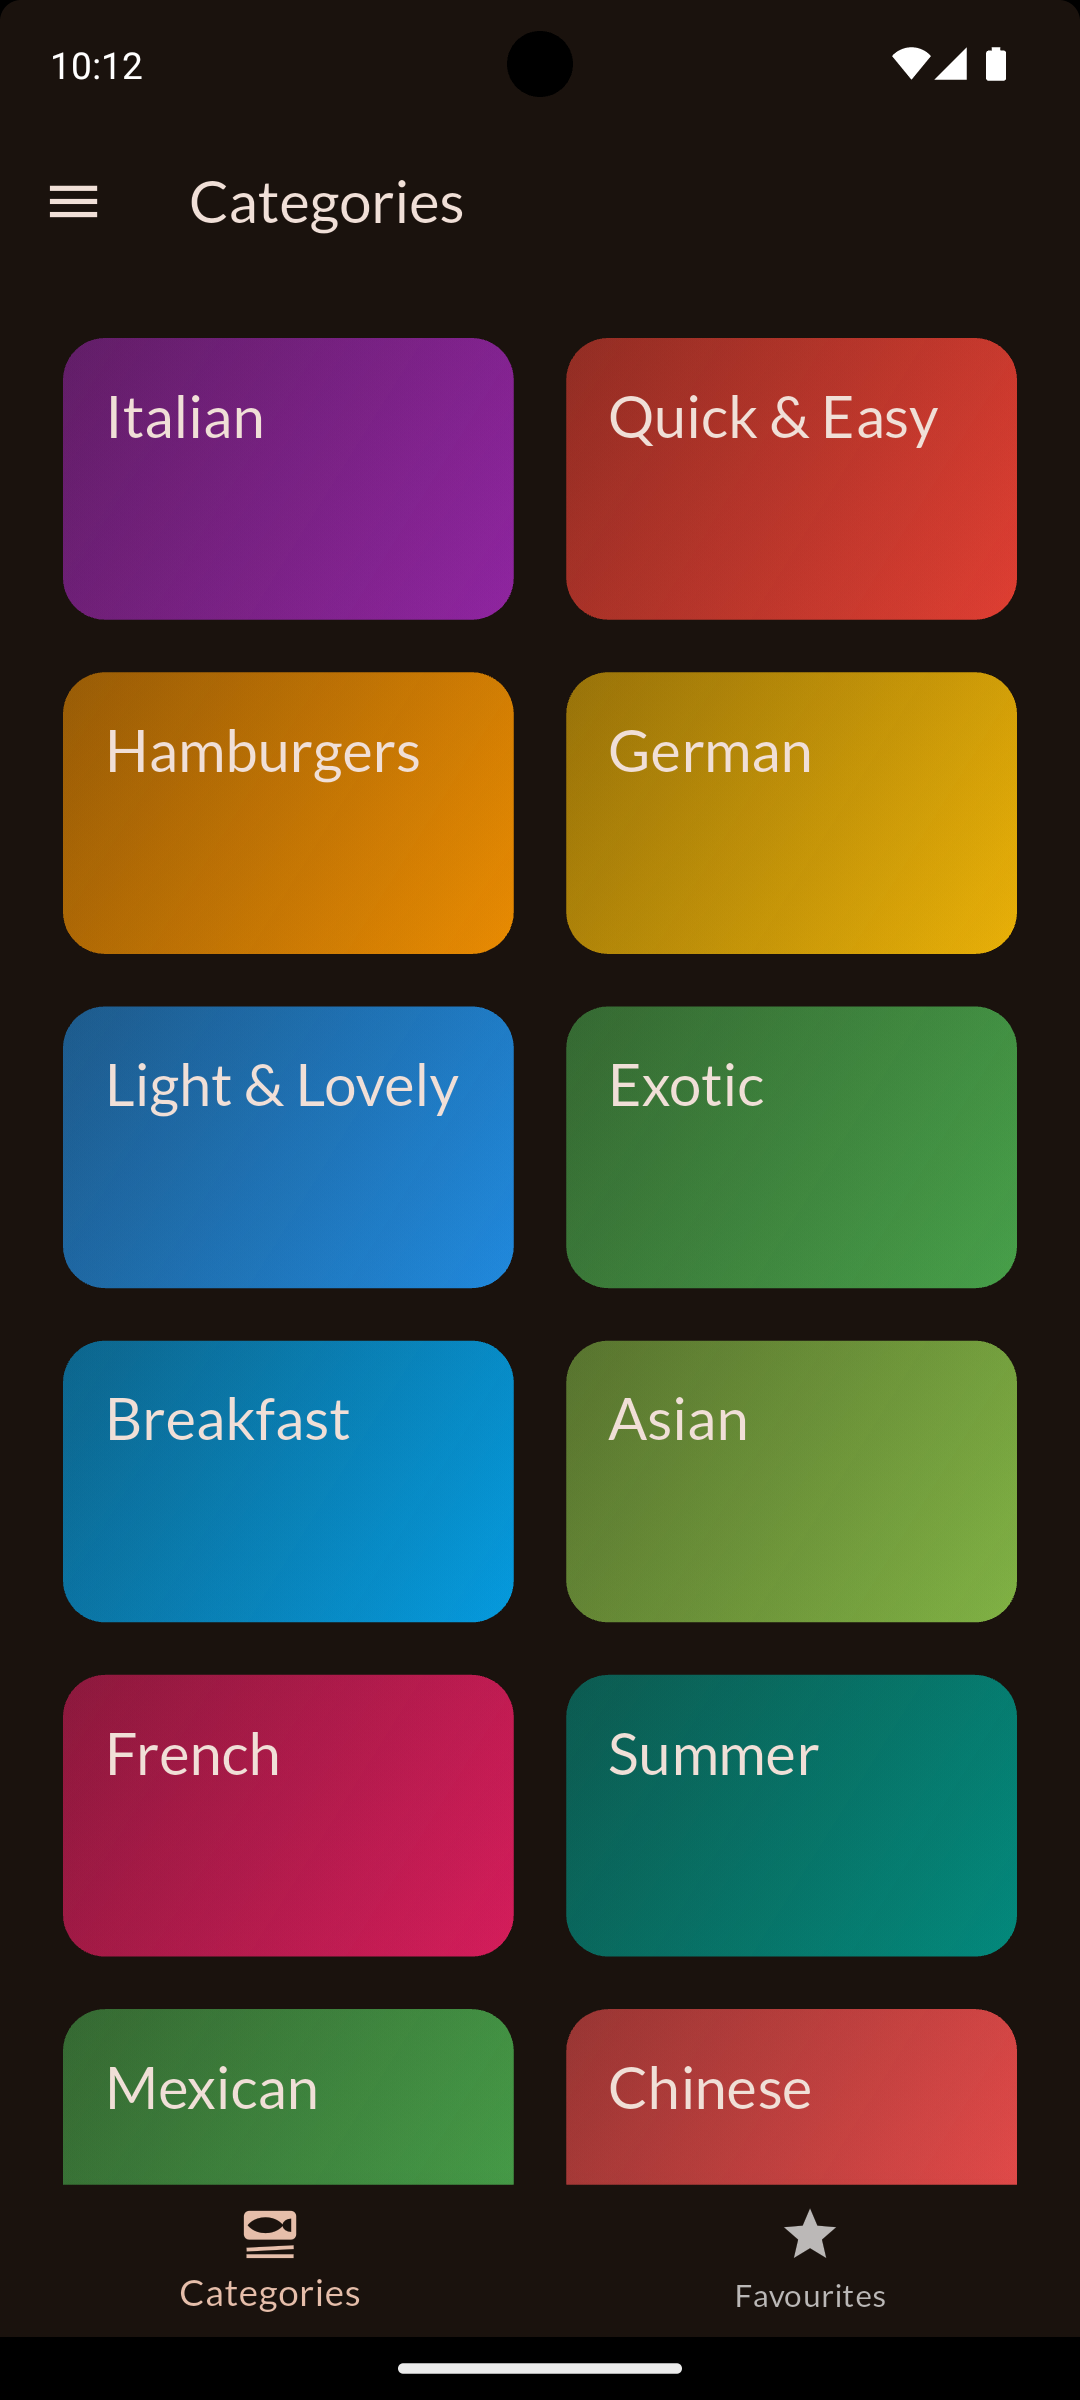 10:12
Categories
Italian
Quick & Easy
Hamburgers
German
Light & Lovely
Exotic
Breakfast
Asian
French
Summer
Mexican
Chinese
Categories
Favourites